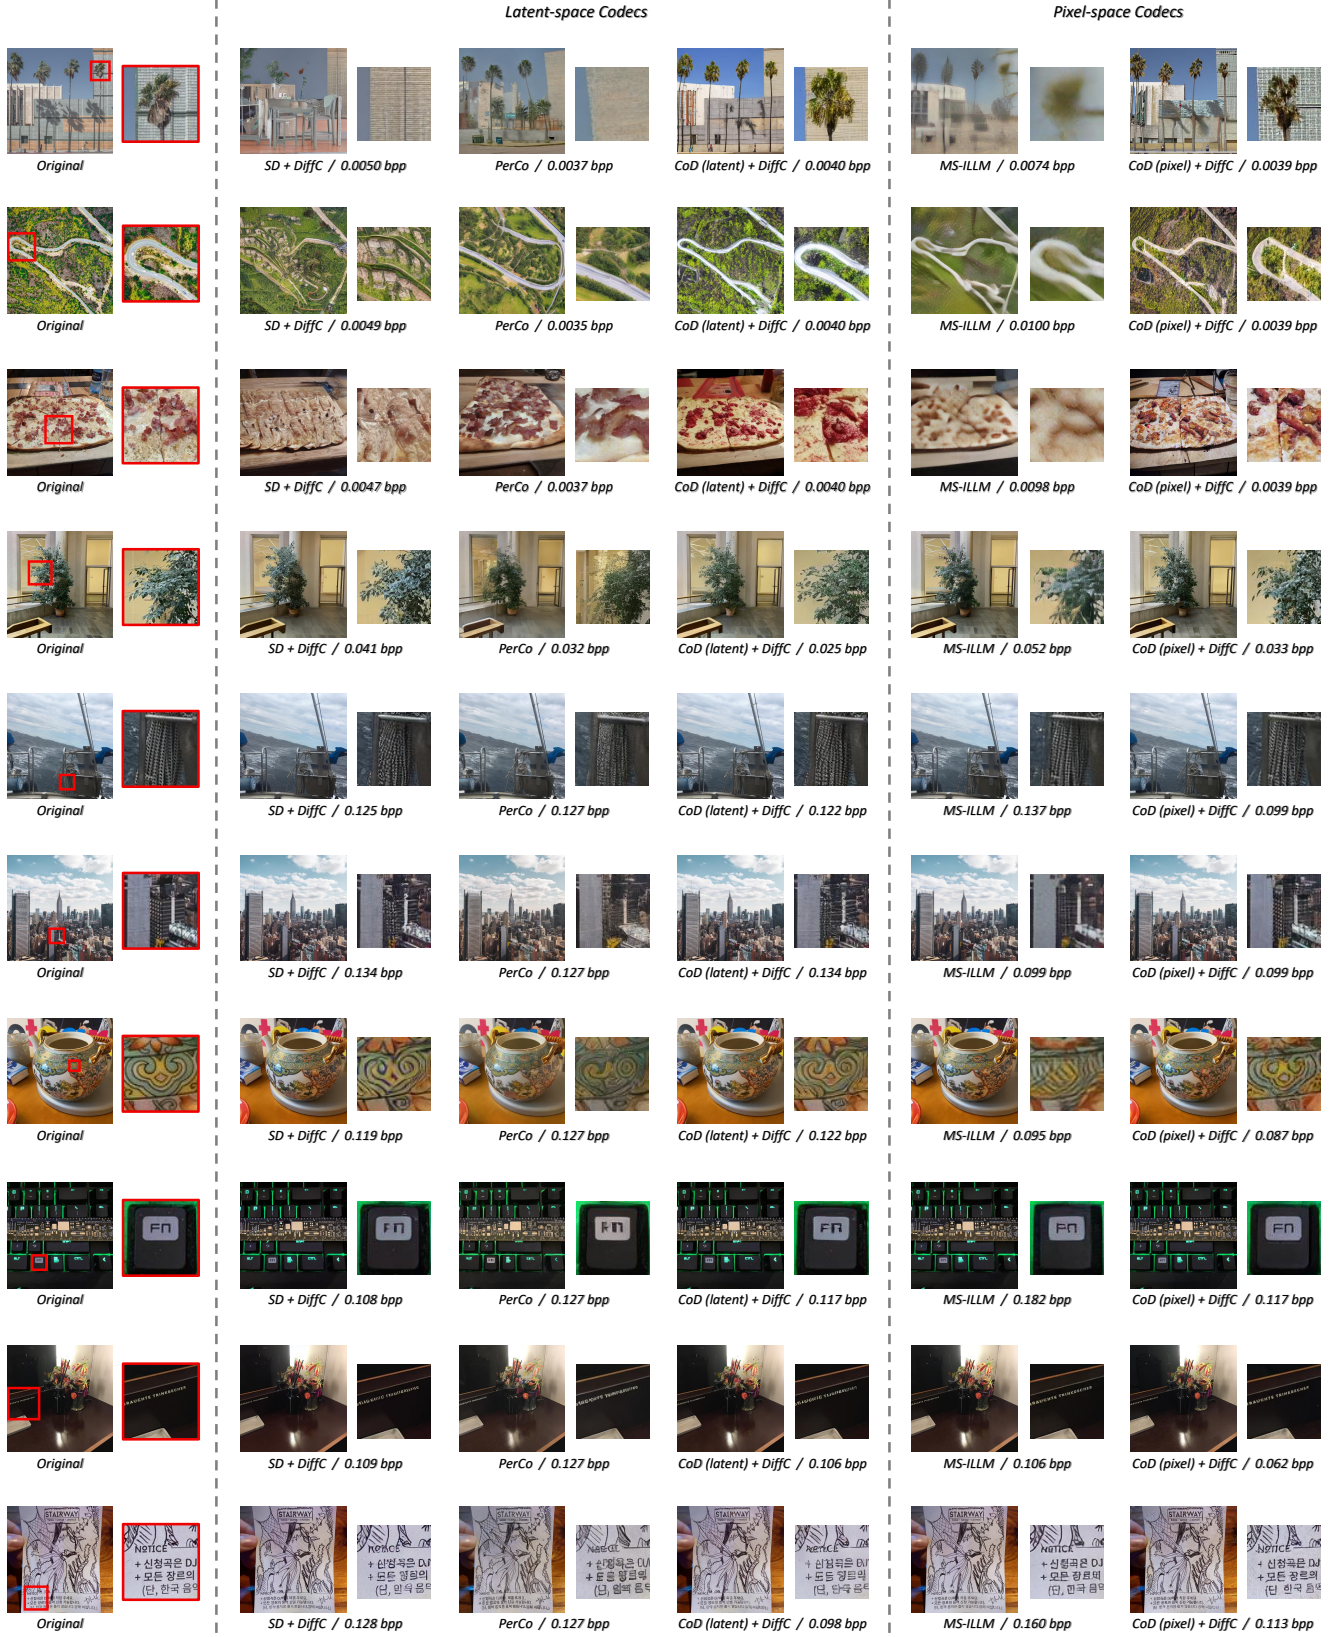 Latent-space Codecs
Pixel-space Codecs
Original
SD + DiffC / 0.0050 bpp
PerCo / 0.0037 bpp
CoD (latent) + DiffC / 0.0040 bpp
MS-ILLM / 0.0074 bpp
CoD (pixel) + DiffC / 0.0039 bpp
Original
SD + DiffC / 0.0049 bpp
PerCo / 0.0035 bpp
CoD (latent) + DiffC / 0.0040 bpp
MS-ILLM / 0.0100 bpp
CoD (pixel) + DiffC / 0.0039 bpp
Original
SD + DiffC / 0.0047 bpp
PerCo / 0.0037 bpp
CoD (latent) + DiffC / 0.0040 bpp
MS-ILLM / 0.0098 bpp
CoD (pixel) + DiffC / 0.0039 bpp
Original
SD + DiffC / 0.041 bpp
PerCo / 0.032 bpp
CoD (latent) + DiffC / 0.025 bpp
MS-ILLM / 0.052 bpp
CoD (pixel) + DiffC / 0.033 bpp
Original
SD + DiffC / 0.125 bpp
PerCo / 0.127 bpp
CoD (latent) + DiffC / 0.122 bpp
MS-ILLM / 0.137 bpp
CoD (pixel) + DiffC / 0.099 bpp
Original
SD + DiffC / 0.134 bpp
PerCo / 0.127 bpp
CoD (latent) + DiffC / 0.134 bpp
MS-ILLM / 0.099 bpp
CoD (pixel) + DiffC / 0.099 bpp
Original
SD + DiffC / 0.119 bpp
PerCo / 0.127 bpp
CoD (latent) + DiffC / 0.122 bpp
MS-ILLM / 0.095 bpp
CoD (pixel) + DiffC / 0.087 bpp
Fn
Fn
Fn
Fn
Original
SD + DiffC / 0.108 bpp
PerCo / 0.127 bpp
CoD (latent) + DiffC / 0.117 bpp
MS-ILLM / 0.182 bpp
CoD (pixel) + DiffC / 0.117 bpp
Original
SD + DiffC / 0.109 bpp
PerCo / 0.127 bpp
CoD (latent) + DiffC / 0.106 bpp
MS-ILLM / 0.106 bpp
CoD (pixel) + DiffC / 0.062 bpp
STAIRWAY
NOTICE
+ 신청곡은 DJ
+ 모든 장르의
(단, 한국 음악
STAIRWAY
STAIRWAY
STAIRWAY
STAIRWAY
STAIRWAY
Original
SD + DiffC / 0.128 bpp
PerCo / 0.127 bpp
CoD (latent) + DiffC / 0.098 bpp
MS-ILLM / 0.160 bpp
CoD (pixel) + DiffC / 0.113 bpp